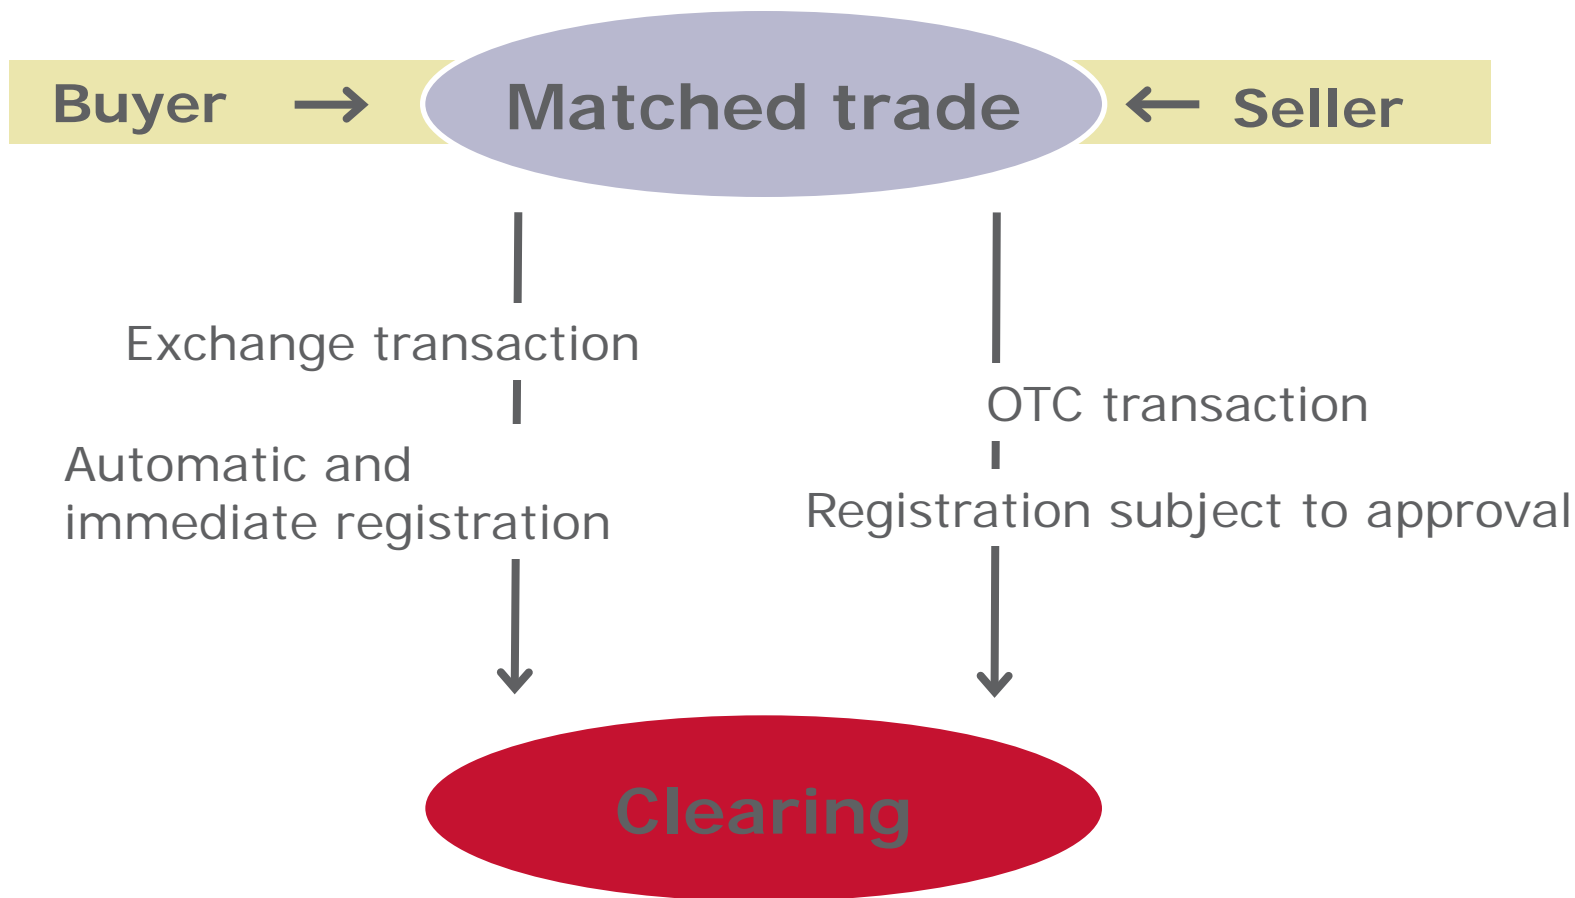 Buyer
Matched trade
Seller
Exchange transaction
OTC transaction
Automatic and
immediate registration
Registration subject to approval
Clearing